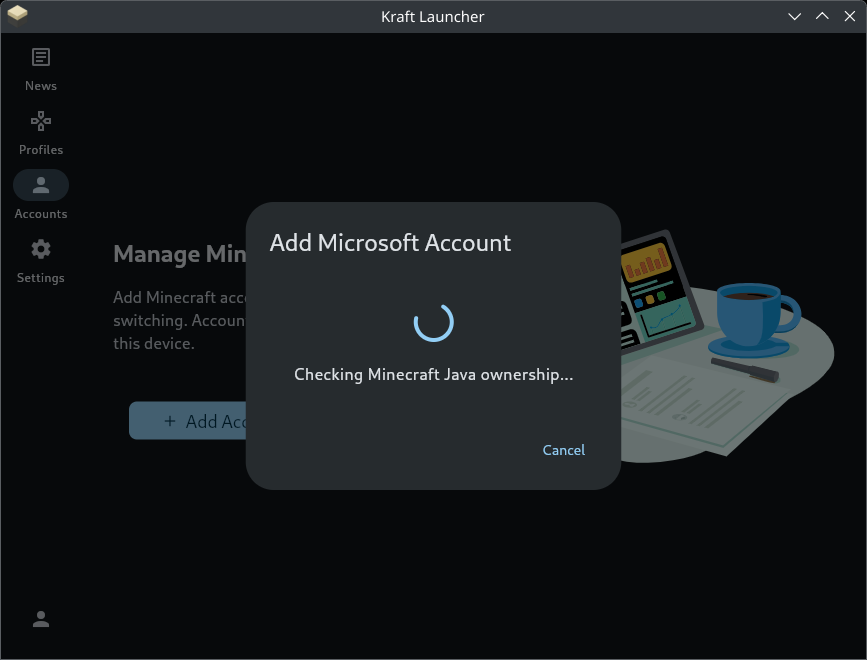 Kraft Launcher
News
Profiles
Accounts
Settings
Manage Min
Add Minecraft acc
switching. Accoun
this device.
+ Add Acc
Add Microsoft Account
Checking Minecraft Java ownership...
Cancel